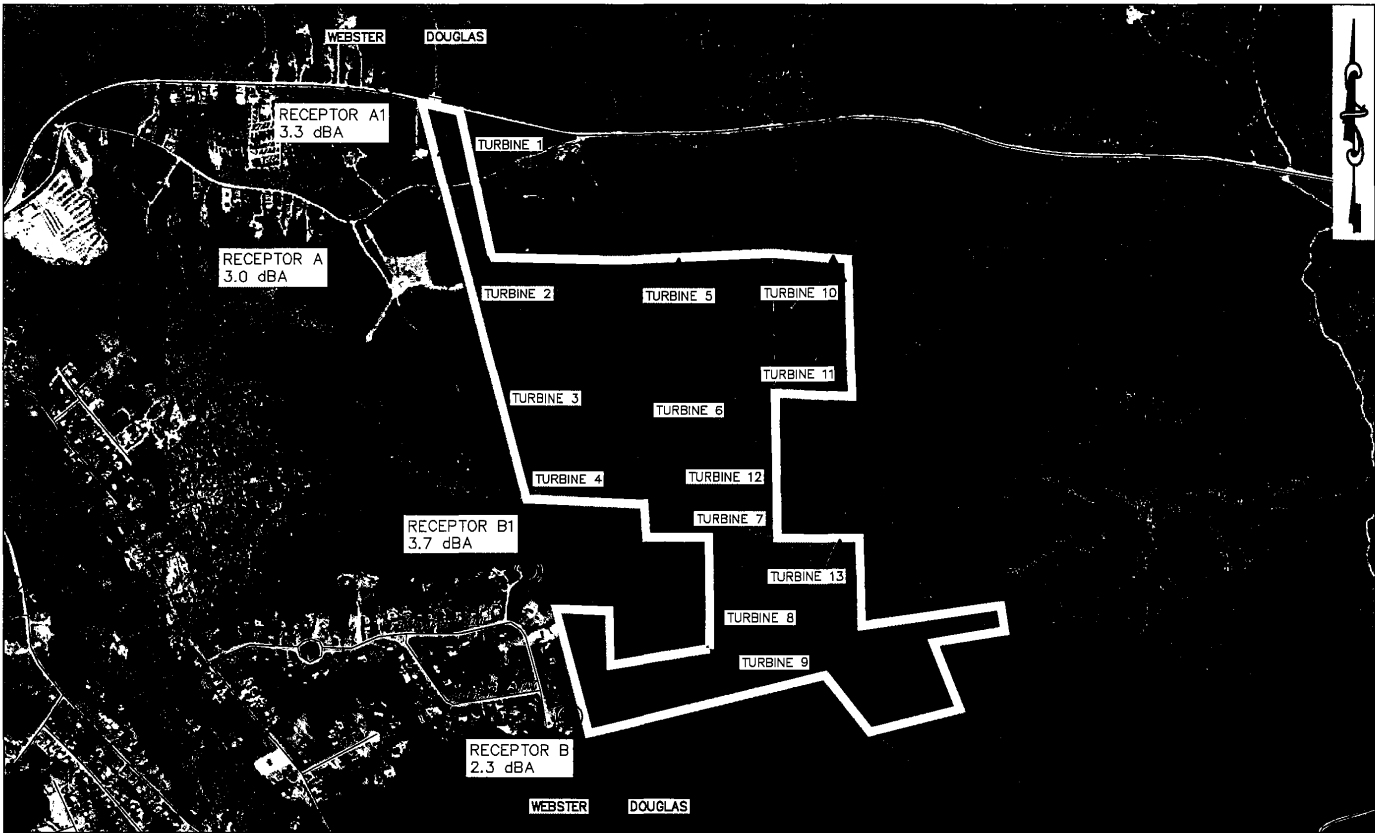 WEBSTER DOUGLAS
RECEPTOR A1
3.3 dBA
TURBINE 1
RECEPTOR A
3.0 dBA
TURBINE 2
TURBINE 5
TURBINE 10
TURBINE 11
TURBINE 3
TURBINE 6
TURBINE 4
TURBINE 12
RECEPTOR B1
3.7 dBA
TURBINE 7
TURBINE 13
TURBINE 8
TURBINE 9
RECEPTOR B
2.3 dBA
WEBSTER DOUGLAS